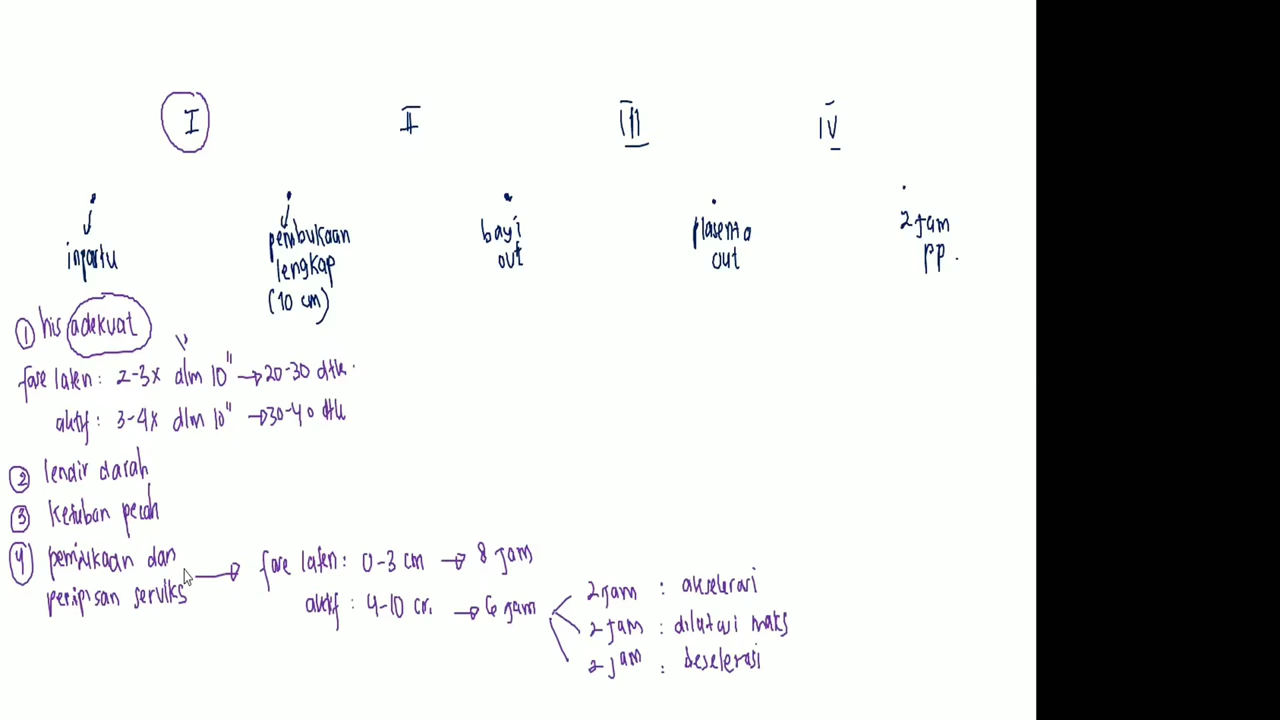 I II III IV
inpartu
pembukaan lengkap (10 cm)
bayi out
plasenta out
2 jam pp.
① his adekuat
fase laten: 2-3x dlm 10" → 20-30 dtk.
aktif: 3-4x dlm 10" → 30-40 dtk
② lendir darah
③ ketuban pecah
④ pembukaan dan → fase laten: 0-3 cm → 8 jam
penipisan serviks
aktif: 4-10 cm. → 6 jam
2 jam : akselerasi
2 jam : dilatasi maks
2 jam : deselerasi